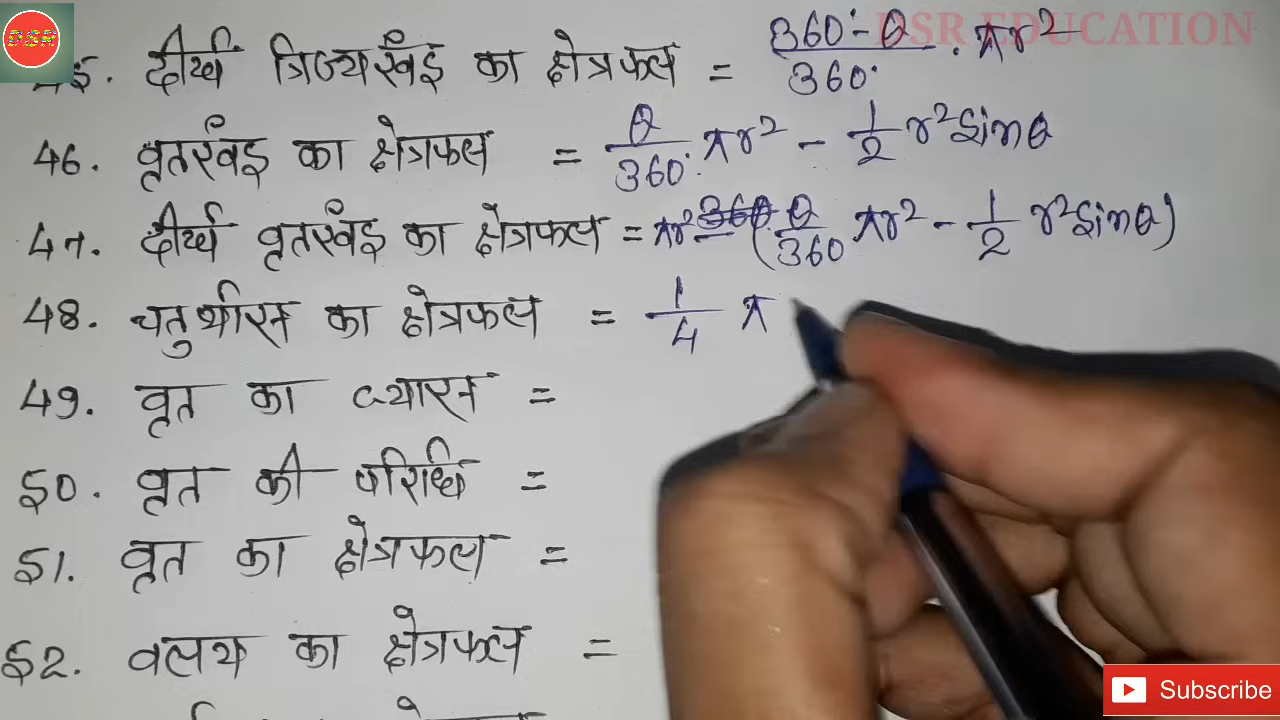 DSR
DSR EDUCATION
45. दीर्घ त्रिज्यखंड का क्षेत्रफल = 360° - θ / 360° . πr²
46. वृतखंड का क्षेत्रफल = θ/360° πr² - 1/2 r² sinθ
47. दीर्घ वृतखंड का क्षेत्रफल = πr² - (θ/360 πr² - 1/2 r² sinθ)
48. चतुर्थांस का क्षेत्रफल = 1/4 π
49. वृत का व्यास =
50. वृत की परिधि =
51. वृत का क्षेत्रफल =
52. वलय का क्षेत्रफल =
Subscribe